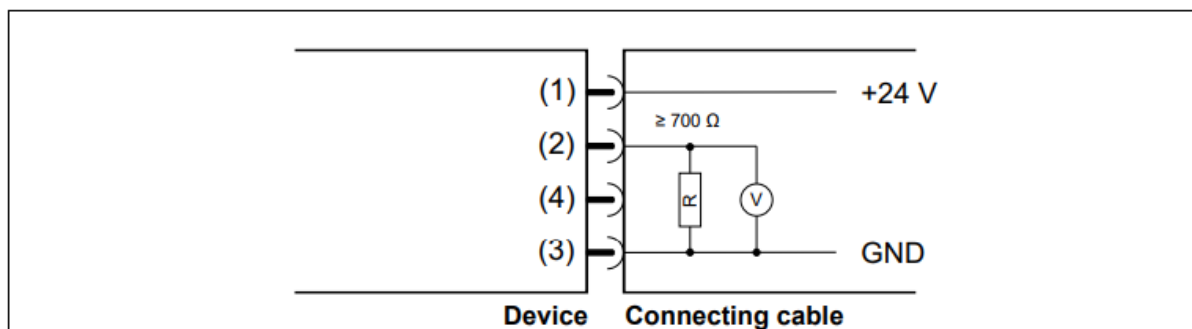 (1) +24 V
≥ 700 Ω
(2)
R V
(4)
(3) GND
Device Connecting cable